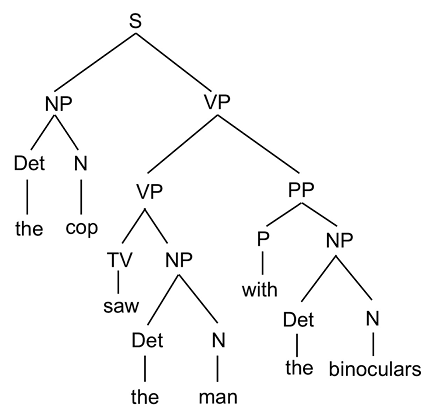 S
NP VP
Det N VP PP
the cop TV NP P NP
saw with
Det N Det N
the man the binoculars